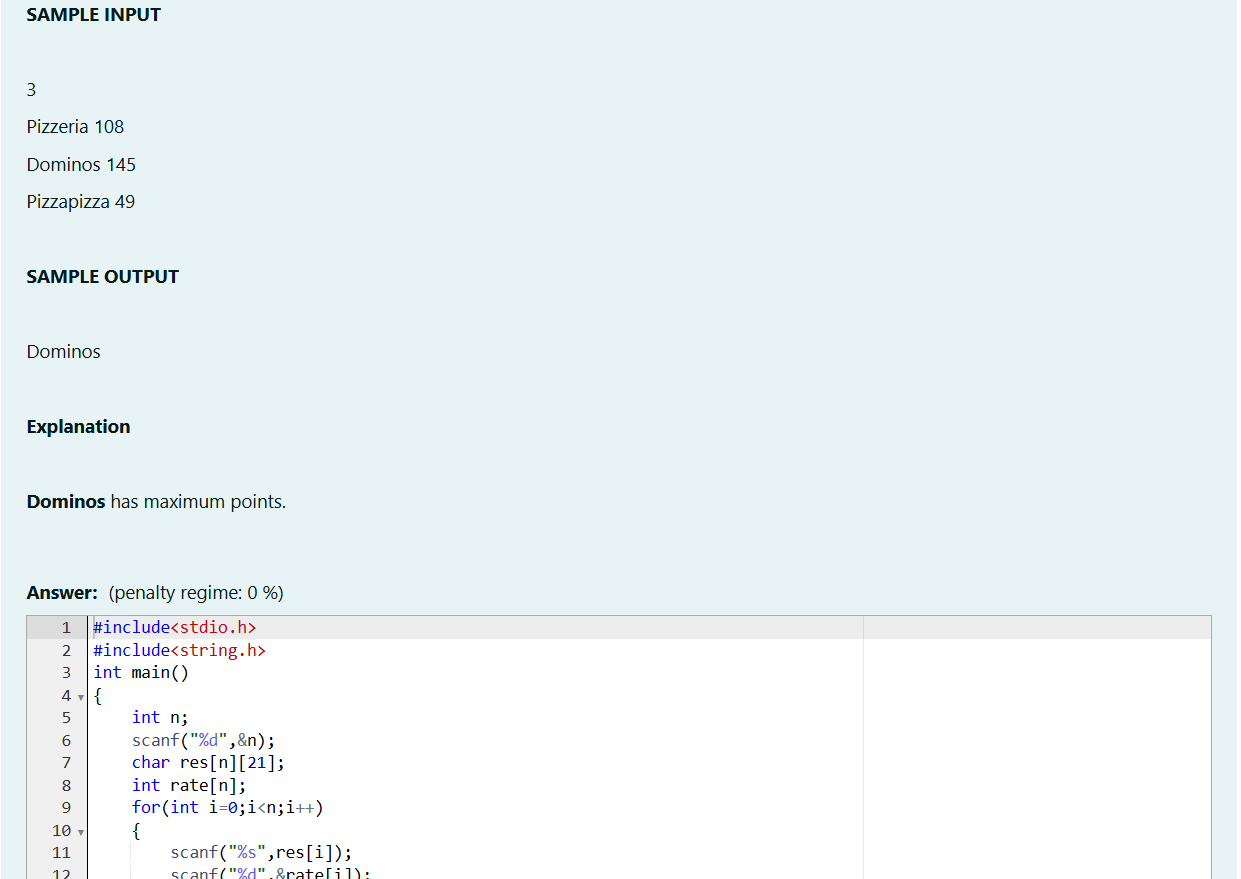 SAMPLE INPUT
3
Pizzeria 108
Dominos 145
Pizzapizza 49
SAMPLE OUTPUT
Dominos
Explanation
Dominos has maximum points.
Answer: (penalty regime: 0 %)
1 #include<stdio.h>
2 #include<string.h>
3 int main()
4 {
5 int n;
6 scanf("%d",&n);
7 char res[n][21];
8 int rate[n];
9 for(int i=0;i<n;i++)
10 {
11 scanf("%s",res[i]);
12 scanf("%d",&rate[i]);